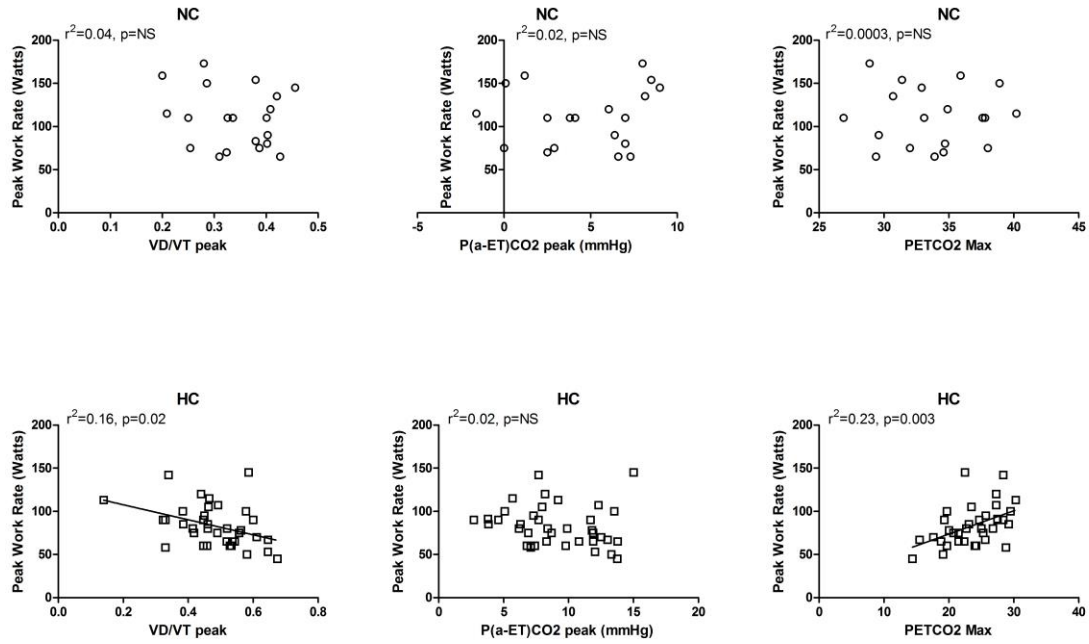 NC
r²=0.04, p=NS
Peak Work Rate (Watts)
200
150
100
50
0
0.0 0.1 0.2 0.3 0.4 0.5
VD/VT peak
NC
r²=0.02, p=NS
Peak Work Rate (Watts)
200
150
100
50
0
-5 0 5 10
P(a-ET)CO2 peak (mmHg)
NC
r²=0.0003, p=NS
Peak Work Rate (Watts)
200
150
100
50
0
25 30 35 40 45
PETCO2 Max
HC
r²=0.16, p=0.02
Peak Work Rate (Watts)
200
150
100
50
0
0.0 0.2 0.4 0.6 0.8
VD/VT peak
HC
r²=0.02, p=NS
Peak Work Rate (Watts)
200
150
100
50
0
0 5 10 15 20
P(a-ET)CO2 peak (mmHg)
HC
r²=0.23, p=0.003
Peak Work Rate (Watts)
200
150
100
50
0
0 10 20 30 40
PETCO2 Max